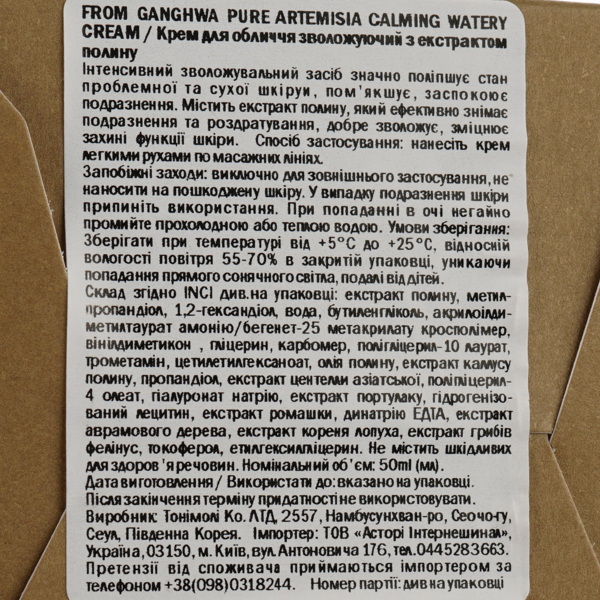 FROM GANGHWA PURE ARTEMISIA CALMING WATERY
CREAM / Крем для обличчя зволожуючий з екстрактом
полину
Інтенсивний зволожувальний засіб значно поліпшує стан
проблемної та сухої шкіруи, пом'якшує, заспокоює
подразнення. Містить екстракт полину, який ефективно знімає
подразнення та роздратування, добре зволожує, зміцнює
захині функції шкіри. Спосіб застосування: нанесіть крем
легкими рухами по масажних лініях.
Запобіжні заходи: виключно для зовнішнього застосування, не
наносити на пошкоджену шкіру. У випадку подразнення шкіри
припиніть використання. При попаданні в очі негайно
промийте прохолодною або теплою водою. Умови зберігання:
Зберігати при температурі від +5°C до +25°C, відносній
вологості повітря 55-70% в закритій упаковці, уникаючи
попадання прямого сонячного світла, подалі від дітей.
Склад згідно INCI див.на упаковці: екстракт полину, метил-
пропандіол, 1,2-гександіол, вода, бутиленгліколь, акрилоілди-
метилтаурат амонію/бегенет-25 метакрилату кросполімер,
вінілдиметикон , гліцерин, карбомер, полігліцерил-10 лаурат,
трометамін, цетилетилгексаноат, олія полину, екстракт каллусу
полину, пропандіол, екстракт центелли азіатської, полігліцерил-
4 олеат, гіалуронат натрію, екстракт портулаку, гідрогенізо-
ваний лецитин, екстракт ромашки, динатрію ЕДТА, екстракт
аврамового дерева, екстракт кореня лопуха, екстракт грибів
фелінус, токоферол, етилгексилгліцерин. Не містить шкідливих
для здоров'я речовин. Номінальний об'єм: 50ml (мл).
Дата виготовлення / Використати до: вказано на упаковці.
Після закінчення терміну придатності не використовувати.
Виробник: Тонімолі Ко. ЛТД, 2557, Намбусунхван-ро, Сеочо-гу,
Сеул, Південна Корея. Імпортер: ТОВ «Асторі Інтернешинал»,
Україна, 03150, м. Київ, вул. Антоновича 176, тел.0445283663.
Претензії від споживача приймаються імпортером за
телефоном +38(098)0318244. Номер партії: див на упаковці